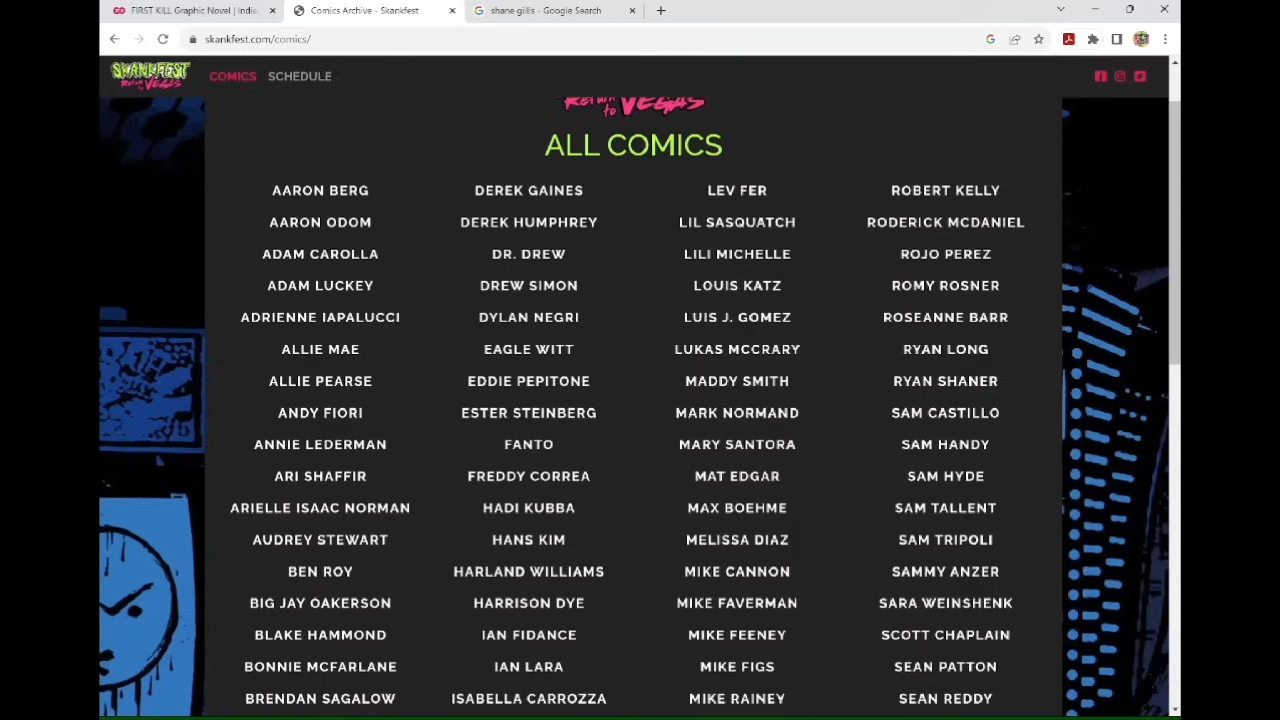 FIRST KILL Graphic Novel | Indie
Comics Archive - Skankfest
shane gillis - Google Search
skankfest.com/comics/
SKANKFEST
Return to VEGAS
COMICS
SCHEDULE
Return to VEGAS
ALL COMICS
AARON BERG DEREK GAINES LEV FER ROBERT KELLY
AARON ODOM DEREK HUMPHREY LIL SASQUATCH RODERICK MCDANIEL
ADAM CAROLLA DR. DREW LILI MICHELLE ROJO PEREZ
ADAM LUCKEY DREW SIMON LOUIS KATZ ROMY ROSNER
ADRIENNE IAPALUCCI DYLAN NEGRI LUIS J. GOMEZ ROSEANNE BARR
ALLIE MAE EAGLE WITT LUKAS MCCRARY RYAN LONG
ALLIE PEARSE EDDIE PEPITONE MADDY SMITH RYAN SHANER
ANDY FIORI ESTER STEINBERG MARK NORMAND SAM CASTILLO
ANNIE LEDERMAN FANTO MARY SANTORA SAM HANDY
ARI SHAFFIR FREDDY CORREA MAT EDGAR SAM HYDE
ARIELLE ISAAC NORMAN HADI KUBBA MAX BOEHME SAM TALLENT
AUDREY STEWART HANS KIM MELISSA DIAZ SAM TRIPOLI
BEN ROY HARLAND WILLIAMS MIKE CANNON SAMMY ANZER
BIG JAY OAKERSON HARRISON DYE MIKE FAVERMAN SARA WEINSHENK
BLAKE HAMMOND IAN FIDANCE MIKE FEENEY SCOTT CHAPLAIN
BONNIE MCFARLANE IAN LARA MIKE FIGS SEAN PATTON
BRENDAN SAGALOW ISABELLA CARROZZA MIKE RAINEY SEAN REDDY